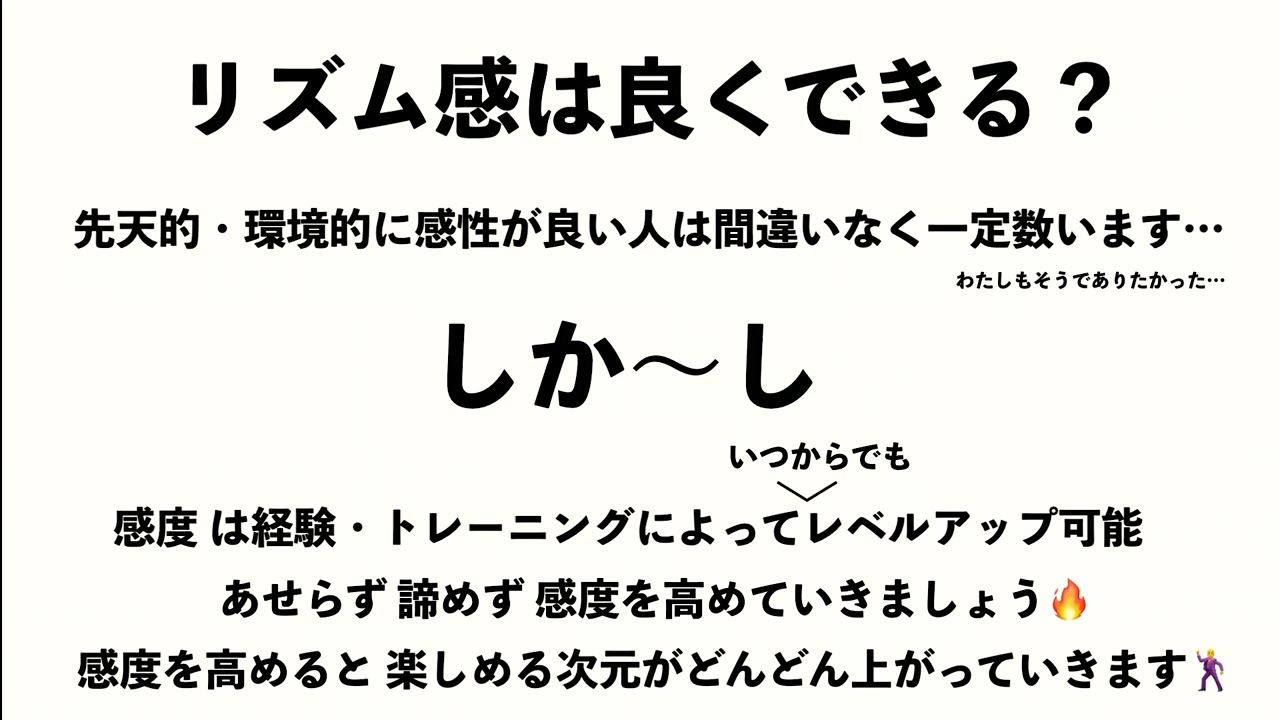 リズム感は良くできる？
先天的・環境的に感性が良い人は間違いなく一定数います…
わたしもそうでありたかった…
しか〜し
いつからでも
感度 は経験・トレーニングによってレベルアップ可能
あせらず 諦めず 感度を高めていきましょう🔥
感度を高めると 楽しめる次元がどんどん上がっていきます🕺